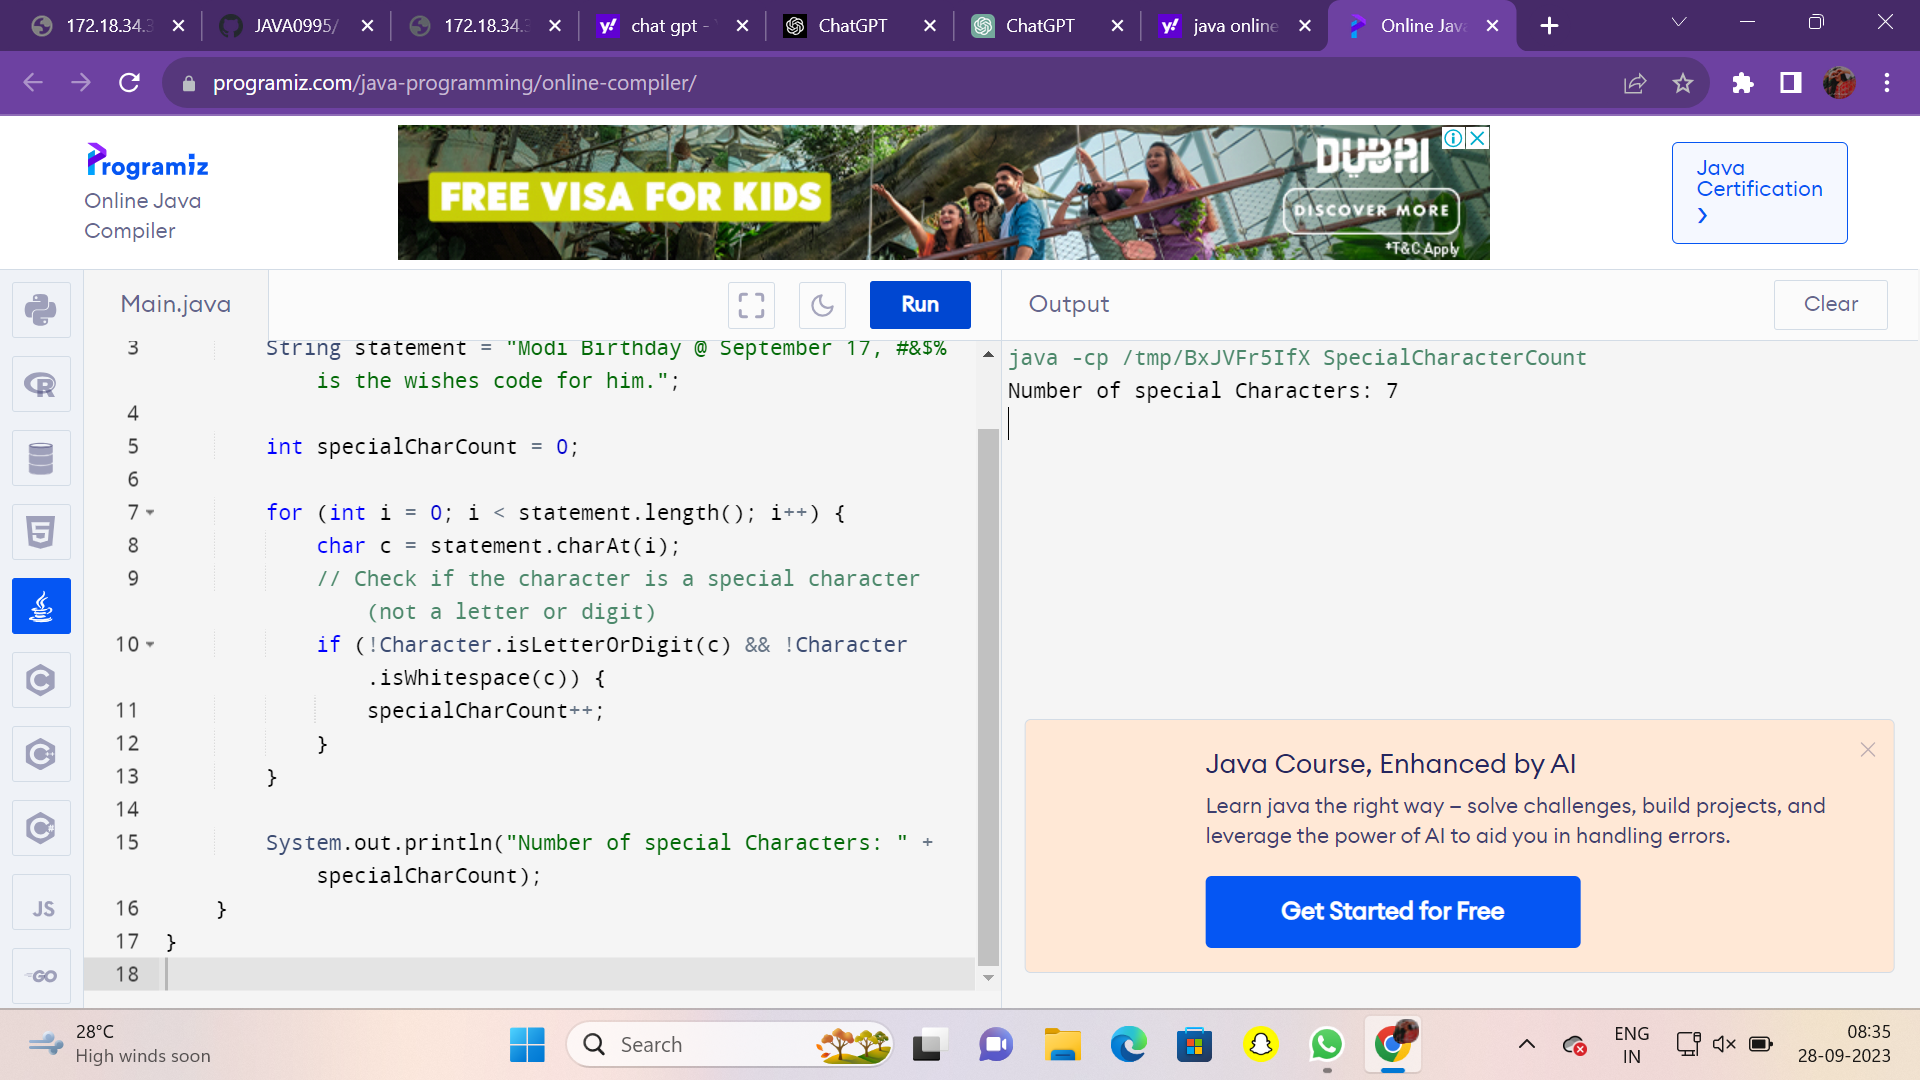 172.18.34.3
JAVA0995/
172.18.34.3
chat gpt -
ChatGPT
ChatGPT
java online
Online Java
programiz.com/java-programming/online-compiler/
Programiz
Online Java
Compiler
FREE VISA FOR KIDS
DUBAI
DISCOVER MORE
*T&C Apply
Java
Certification
Main.java
Run
Output
Clear
3 String statement = "Modi Birthday @ September 17, #&$%
is the wishes code for him.";
4
5 int specialCharCount = 0;
6
7 for (int i = 0; i < statement.length(); i++) {
8 char c = statement.charAt(i);
9 // Check if the character is a special character
(not a letter or digit)
10 if (!Character.isLetterOrDigit(c) && !Character
.isWhitespace(c)) {
11 specialCharCount++;
12 }
13 }
14
15 System.out.println("Number of special Characters: " +
specialCharCount);
16 }
17 }
18
java -cp /tmp/BxJVFr5IfX SpecialCharacterCount
Number of special Characters: 7
Java Course, Enhanced by AI
Learn java the right way – solve challenges, build projects, and
leverage the power of AI to aid you in handling errors.
Get Started for Free
JS
GO
28°C
High winds soon
Search
ENG
IN
08:35
28-09-2023